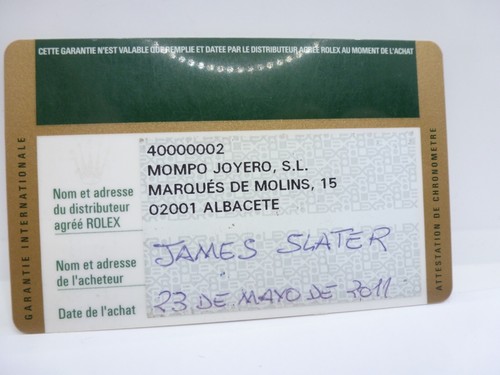 CETTE GARANTIE N'EST VALABLE QUE REMPLIE ET DATEE PAR LE DISTRIBUTEUR AGRÉÉ ROLEX AU MOMENT DE L'ACHAT
GARANTIE INTERNATIONALE
40000002
MOMPO JOYERO, S.L.
MARQUÉS DE MOLINS, 15
02001 ALBACETE
Nom et adresse
du distributeur
agréé ROLEX
JAMES SLATER
Nom et adresse
de l'acheteur
23 DE MAYO DE 2011
Date de l'achat
ATTESTATION DE CHRONOMETRE